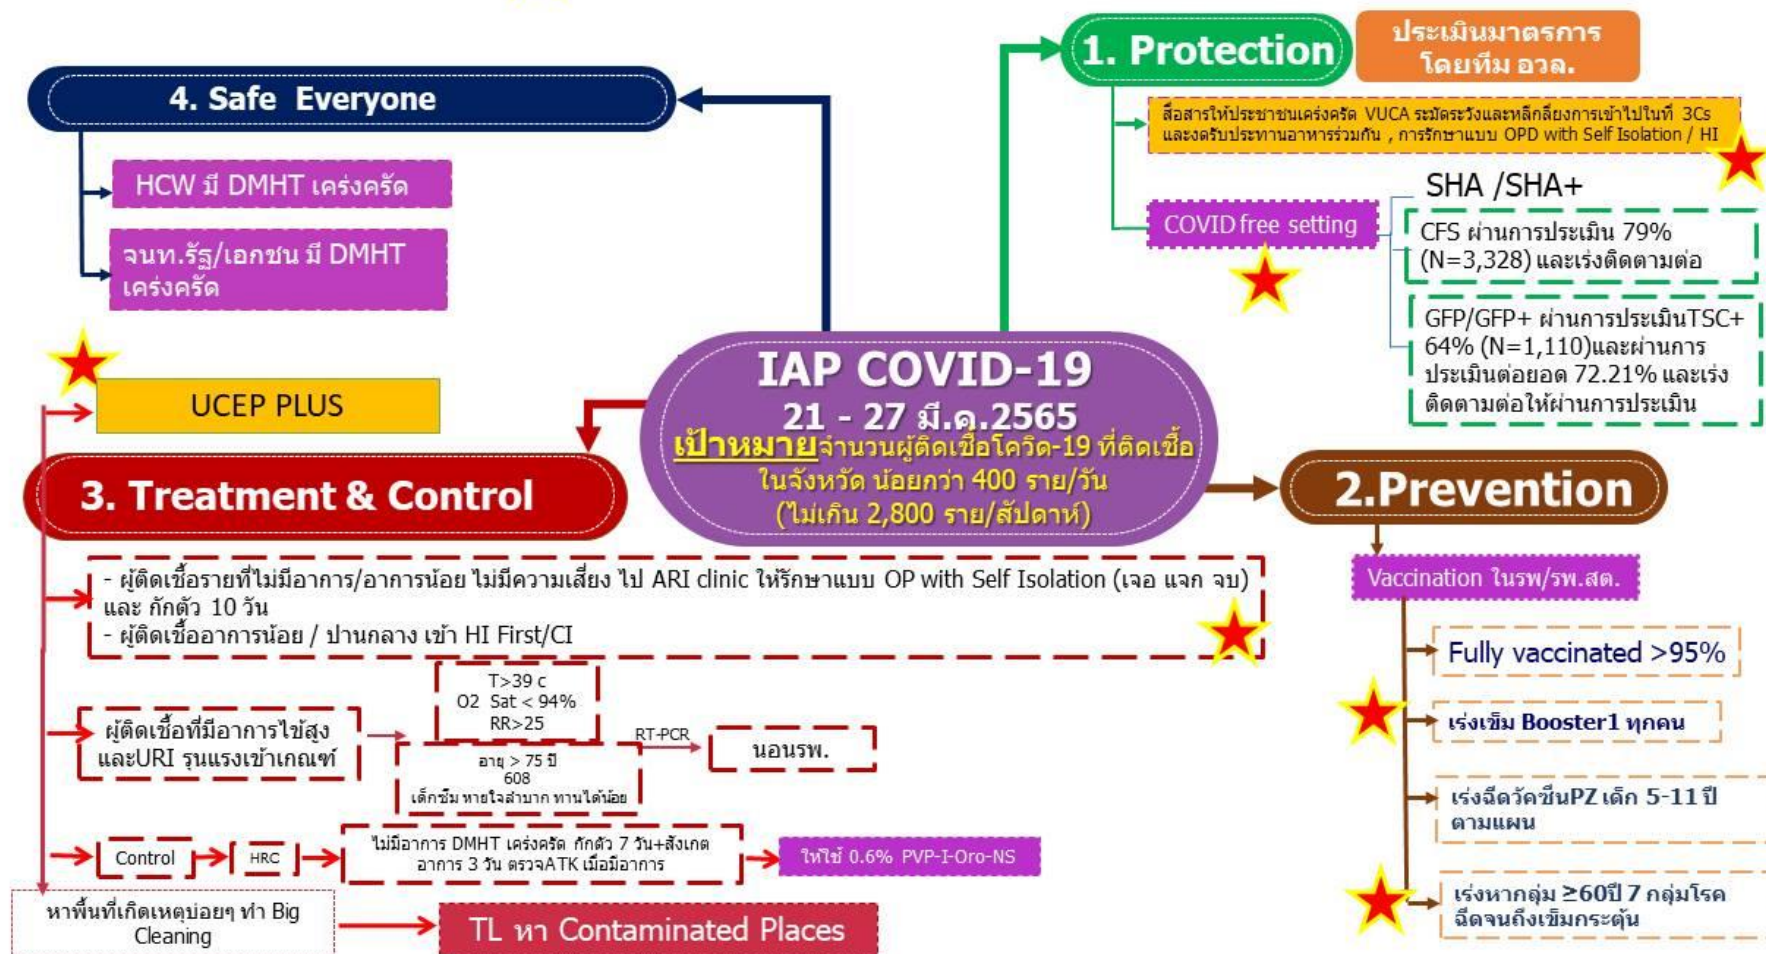 IAP COVID-19
21 - 27 มี.ค.2565
เป้าหมายจำนวนผู้ติดเชื้อโควิด-19 ที่ติดเชื้อ
ในจังหวัด น้อยกว่า 400 ราย/วัน
(ไม่เกิน 2,800 ราย/สัปดาห์)
1. Protection
ประเมินมาตรการ
โดยทีม อวล.
สื่อสารให้ประชาชนเคร่งครัด VUCA ระมัดระวังและหลีกลี่ยงการเข้าไปในที่ 3Cs
และงดรับประทานอาหารร่วมกัน , การรักษาแบบ OPD with Self Isolation / HI
COVID free setting
SHA /SHA+
CFS ผ่านการประเมิน 79%
(N=3,328) และเร่งติดตามต่อ
GFP/GFP+ ผ่านการประเมินTSC+
64% (N=1,110)และผ่านการ
ประเมินต่อยอด 72.21% และเร่ง
ติดตามต่อให้ผ่านการประเมิน
2.Prevention
Vaccination ในรพ/รพ.สต.
Fully vaccinated >95%
เร่งเข็ม Booster1 ทุกคน
เร่งฉีดวัคซีนPZ เด็ก 5-11 ปี
ตามแผน
เร่งหากลุ่ม ≥60ปี 7 กลุ่มโรค
ฉีดจนถึงเข็มกระตุ้น
3. Treatment & Control
UCEP PLUS
- ผู้ติดเชื้อรายที่ไม่มีอาการ/อาการน้อย ไม่มีความเสี่ยง ไป ARI clinic ให้รักษาแบบ OP with Self Isolation (เจอ แจก จบ)
และ กักตัว 10 วัน
- ผู้ติดเชื้ออาการน้อย / ปานกลาง เข้า HI First/CI
ผู้ติดเชื้อที่มีอาการไข้สูง
และURI รุนแรงเข้าเกณฑ์
T>39 c
O2 Sat < 94%
RR>25
อายุ > 75 ปี
608
เด็กซึม หายใจลำบาก ทานได้น้อย
RT-PCR
นอนรพ.
Control
HRC
ไม่มีอาการ DMHT เคร่งครัด กักตัว 7 วัน+สังเกต
อาการ 3 วัน ตรวจATK เมื่อมีอาการ
ให้ใช้ 0.6% PVP-I-Oro-NS
หาพื้นที่เกิดเหตุบ่อยๆ ทำ Big
Cleaning
TL หา Contaminated Places
4. Safe Everyone
HCW มี DMHT เคร่งครัด
จนท.รัฐ/เอกชน มี DMHT
เคร่งครัด